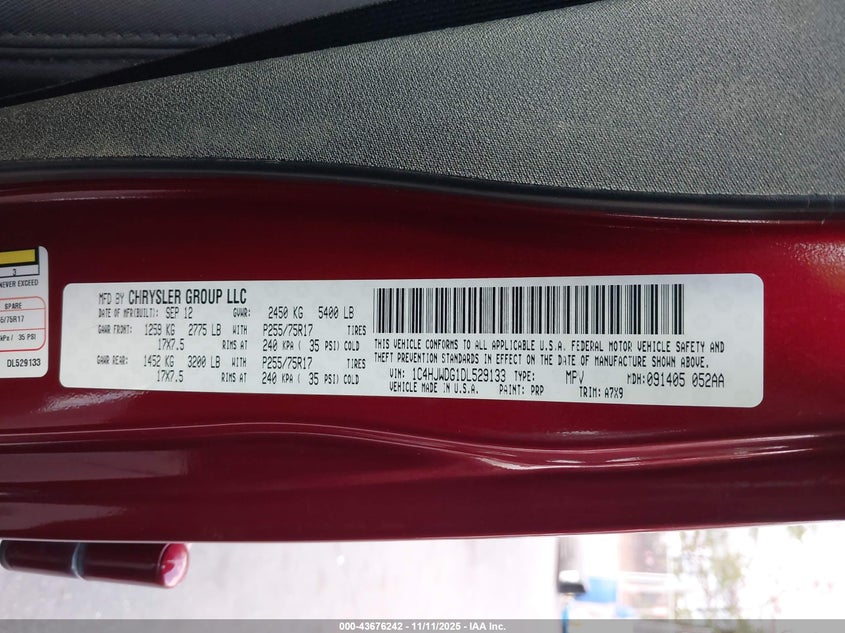 3
NEVER EXCEED
SPARE
35 PSI
DL529133
MFD BY CHRYSLER GROUP LLC
DATE OF MFR(BUILT): SEP 12 GVWR: 2450 KG 5400 LB
GAWR FRONT: 1259 KG 2775 LB WITH P255/75R17 TIRES
17X7.5 RIMS AT 240 KPA ( 35 PSI) COLD
GAWR REAR: 1452 KG 3200 LB WITH P255/75R17 TIRES
17X7.5 RIMS AT 240 KPA ( 35 PSI) COLD
THIS VEHICLE CONFORMS TO ALL APPLICABLE U.S.A. FEDERAL MOTOR VEHICLE SAFETY AND
THEFT PREVENTION STANDARDS IN EFFECT ON THE DATE OF MANUFACTURE SHOWN ABOVE.
VIN: 1C4HJWDG1DL529133 TYPE: MPV MDH: 091405 052AA
VEHICLE MADE IN U.S.A. PAINT: PRP TRIM: A7X9
000-43676242 - 11/11/2025 - IAA Inc.